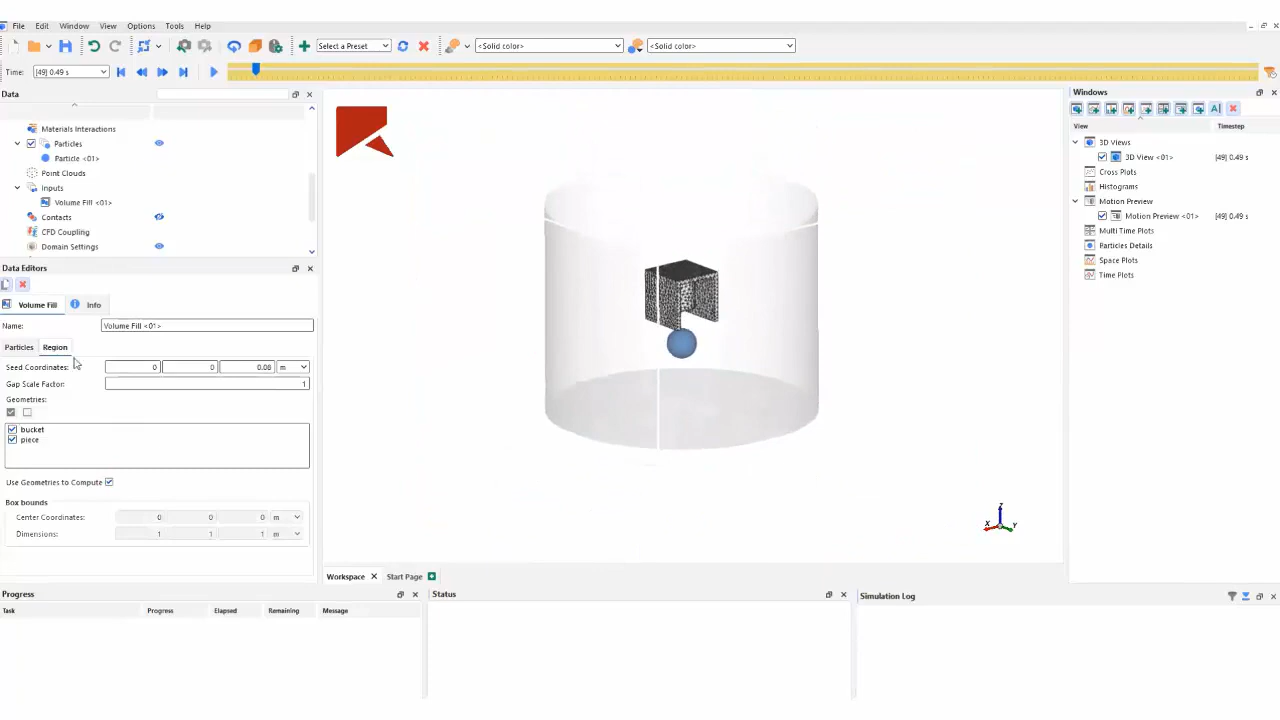 File Edit Window View Options Tools Help
Select a Preset <Solid color> <Solid color>
Time: [49] 0.49 s
Data
Materials Interactions
Particles
Particle <01>
Point Clouds
Inputs
Volume Fill <01>
Contacts
CFD Coupling
Domain Settings
Data Editors
Volume Fill Info
Name: Volume Fill <01>
Particles Region
Seed Coordinates: 0 0 0.08 m
Gap Scale Factor: 1
Geometries:
bucket
piece
Use Geometries to Compute
Box bounds
Center Coordinates: 0 0 0 m
Dimensions: 1 1 1 m
X Z Y
Workspace Start Page
Windows
View Timestep
3D Views
3D View <01> [49] 0.49 s
Cross Plots
Histograms
Motion Preview
Motion Preview <01> [49] 0.49 s
Multi Time Plots
Particles Details
Space Plots
Time Plots
Progress
Task Progress Elapsed Remaining Message
Status
Simulation Log